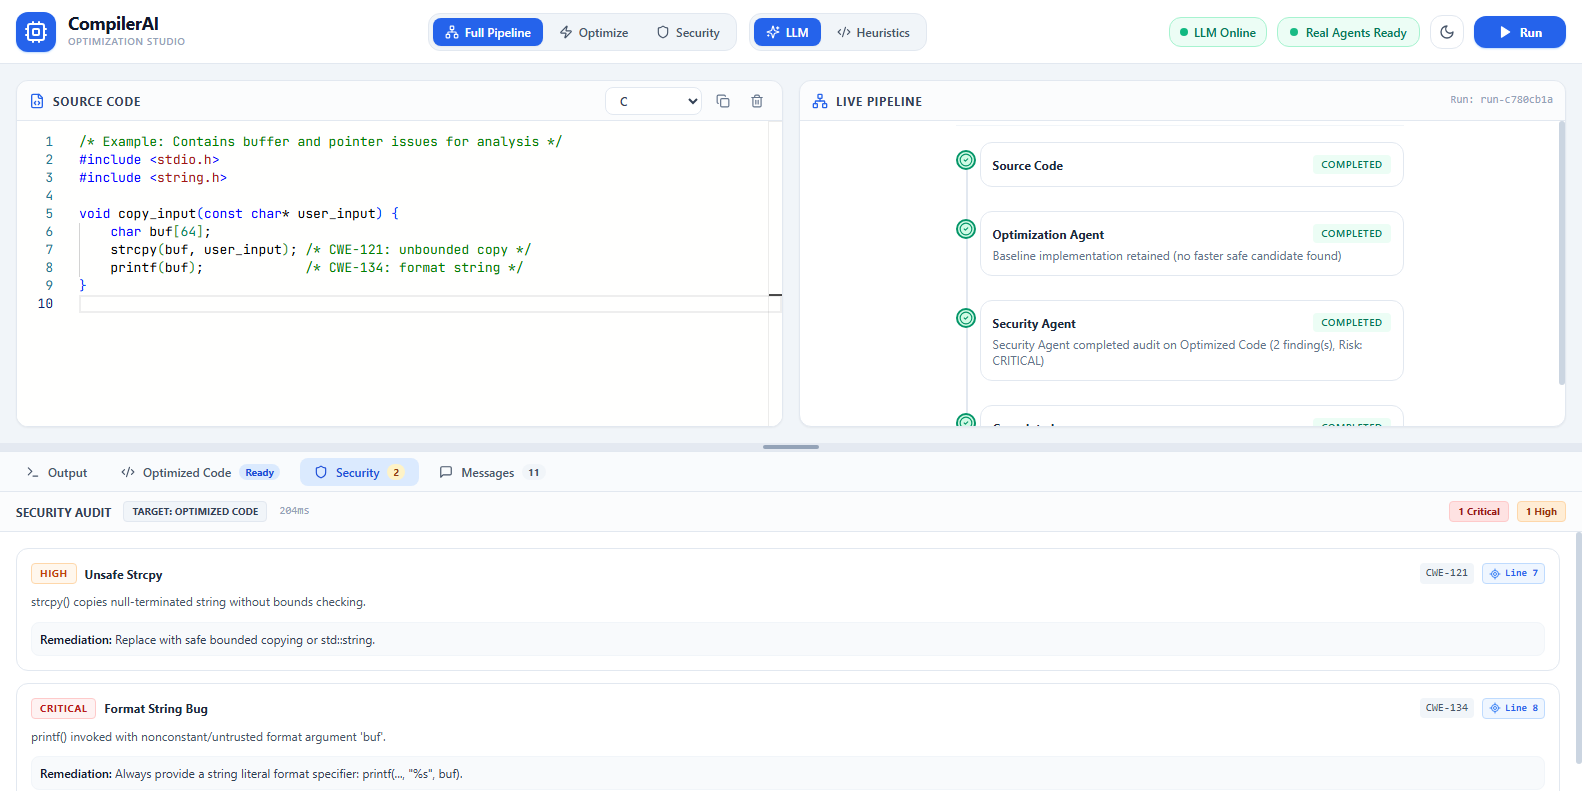 CompilerAI
OPTIMIZATION STUDIO
Full Pipeline
Optimize
Security
LLM
Heuristics
LLM Online
Real Agents Ready
Run
SOURCE CODE
C
1 /* Example: Contains buffer and pointer issues for analysis */
2 #include <stdio.h>
3 #include <string.h>
4
5 void copy_input(const char* user_input) {
6     char buf[64];
7     strcpy(buf, user_input); /* CWE-121: unbounded copy */
8     printf(buf);             /* CWE-134: format string */
9 }
10
LIVE PIPELINE
Run: run-c780cb1a
Source Code
COMPLETED
Optimization Agent
COMPLETED
Baseline implementation retained (no faster safe candidate found)
Security Agent
COMPLETED
Security Agent completed audit on Optimized Code (2 finding(s), Risk:
CRITICAL)
COMPLETED
Output
Optimized Code Ready
Security 2
Messages 11
SECURITY AUDIT
TARGET: OPTIMIZED CODE
204ms
1 Critical
1 High
HIGH Unsafe Strcpy
CWE-121
Line 7
strcpy() copies null-terminated string without bounds checking.
Remediation: Replace with safe bounded copying or std::string.
CRITICAL Format String Bug
CWE-134
Line 8
printf() invoked with nonconstant/untrusted format argument 'buf'.
Remediation: Always provide a string literal format specifier: printf(..., "%s", buf).